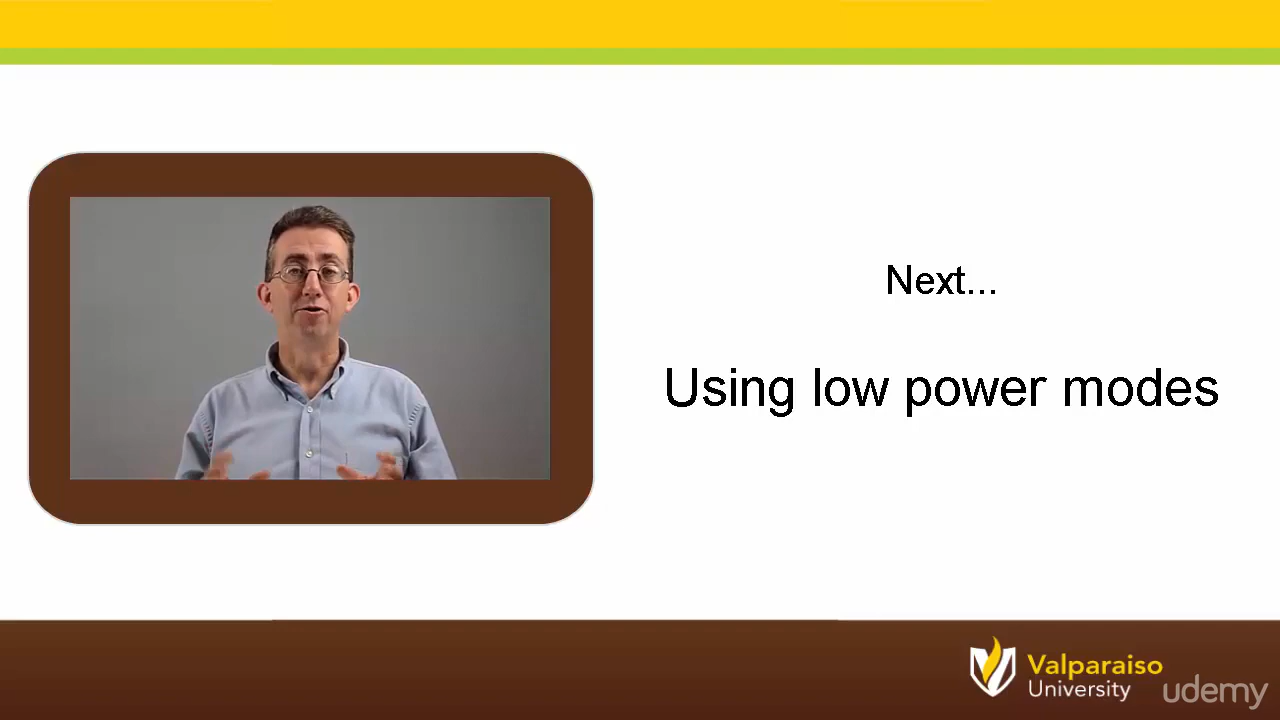 Next...
Using low power modes
Valparaiso
University
udemy